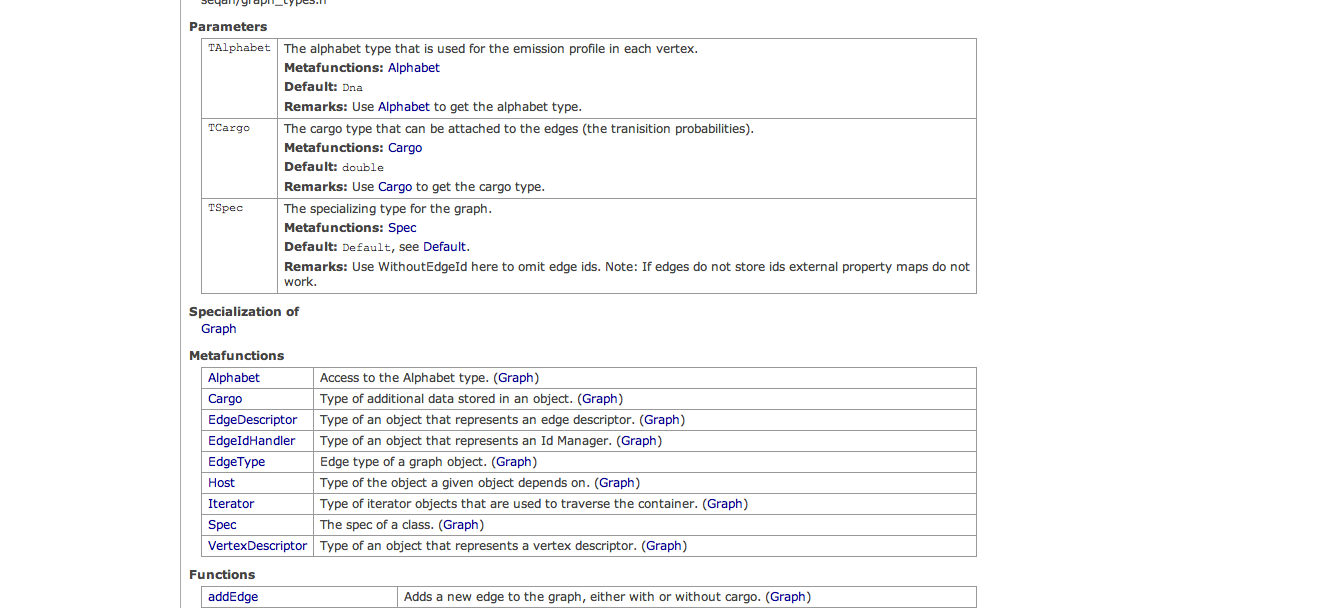 seqan/graph_types.h
Parameters
TAlphabet The alphabet type that is used for the emission profile in each vertex.
Metafunctions: Alphabet
Default: Dna
Remarks: Use Alphabet to get the alphabet type.
TCargo The cargo type that can be attached to the edges (the tranisition probabilities).
Metafunctions: Cargo
Default: double
Remarks: Use Cargo to get the cargo type.
TSpec The specializing type for the graph.
Metafunctions: Spec
Default: Default, see Default.
Remarks: Use WithoutEdgeId here to omit edge ids. Note: If edges do not store ids external property maps do not
work.
Specialization of
Graph
Metafunctions
Alphabet Access to the Alphabet type. (Graph)
Cargo Type of additional data stored in an object. (Graph)
EdgeDescriptor Type of an object that represents an edge descriptor. (Graph)
EdgeIdHandler Type of an object that represents an Id Manager. (Graph)
EdgeType Edge type of a graph object. (Graph)
Host Type of the object a given object depends on. (Graph)
Iterator Type of iterator objects that are used to traverse the container. (Graph)
Spec The spec of a class. (Graph)
VertexDescriptor Type of an object that represents a vertex descriptor. (Graph)
Functions
addEdge Adds a new edge to the graph, either with or without cargo. (Graph)